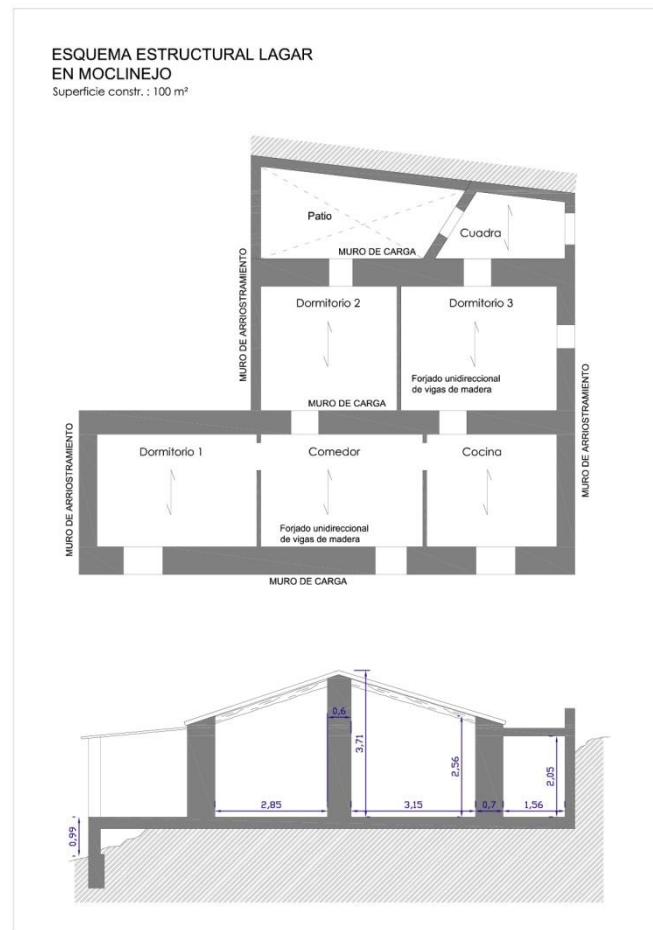 ESQUEMA ESTRUCTURAL LAGAR
EN MOCLINEJO
Superficie constr. : 100 m²
Patio
Cuadra
MURO DE CARGA
MURO DE ARRIOSTRAMIENTO
Dormitorio 2
Dormitorio 3
Forjado unidireccional
de vigas de madera
MURO DE CARGA
MURO DE ARRIOSTRAMIENTO
MURO DE ARRIOSTRAMIENTO
Dormitorio 1
Comedor
Cocina
Forjado unidireccional
de vigas de madera
MURO DE CARGA
0,6
3,71
2,56
2,05
2,85
3,15
0,7
1,56
0,99